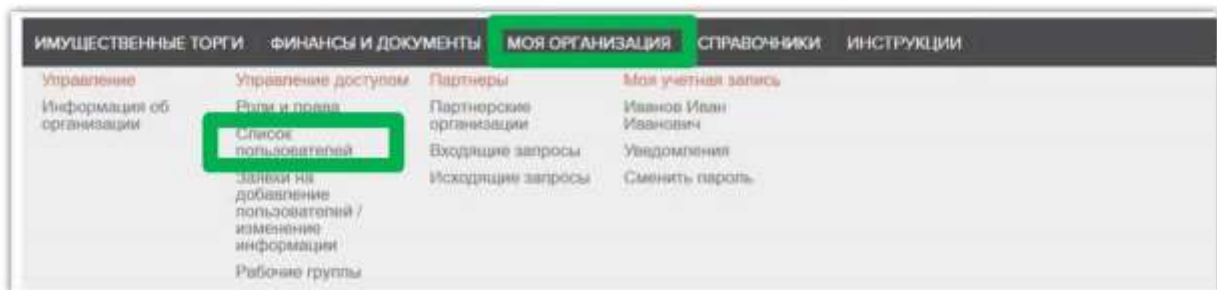 ИМУЩЕСТВЕННЫЕ ТОРГИ ФИНАНСЫ И ДОКУМЕНТЫ МОЯ ОРГАНИЗАЦИЯ СПРАВОЧНИКИ ИНСТРУКЦИИ
Управление
Информация об
организации
Управление доступом
Роли и права
Список
пользователей
Заявки на
добавление
пользователей /
изменение
информации
Рабочие группы
Партнеры
Партнерские
организации
Входящие запросы
Исходящие запросы
Моя учетная запись
Иванов Иван
Иванович
Уведомления
Сменить пароль